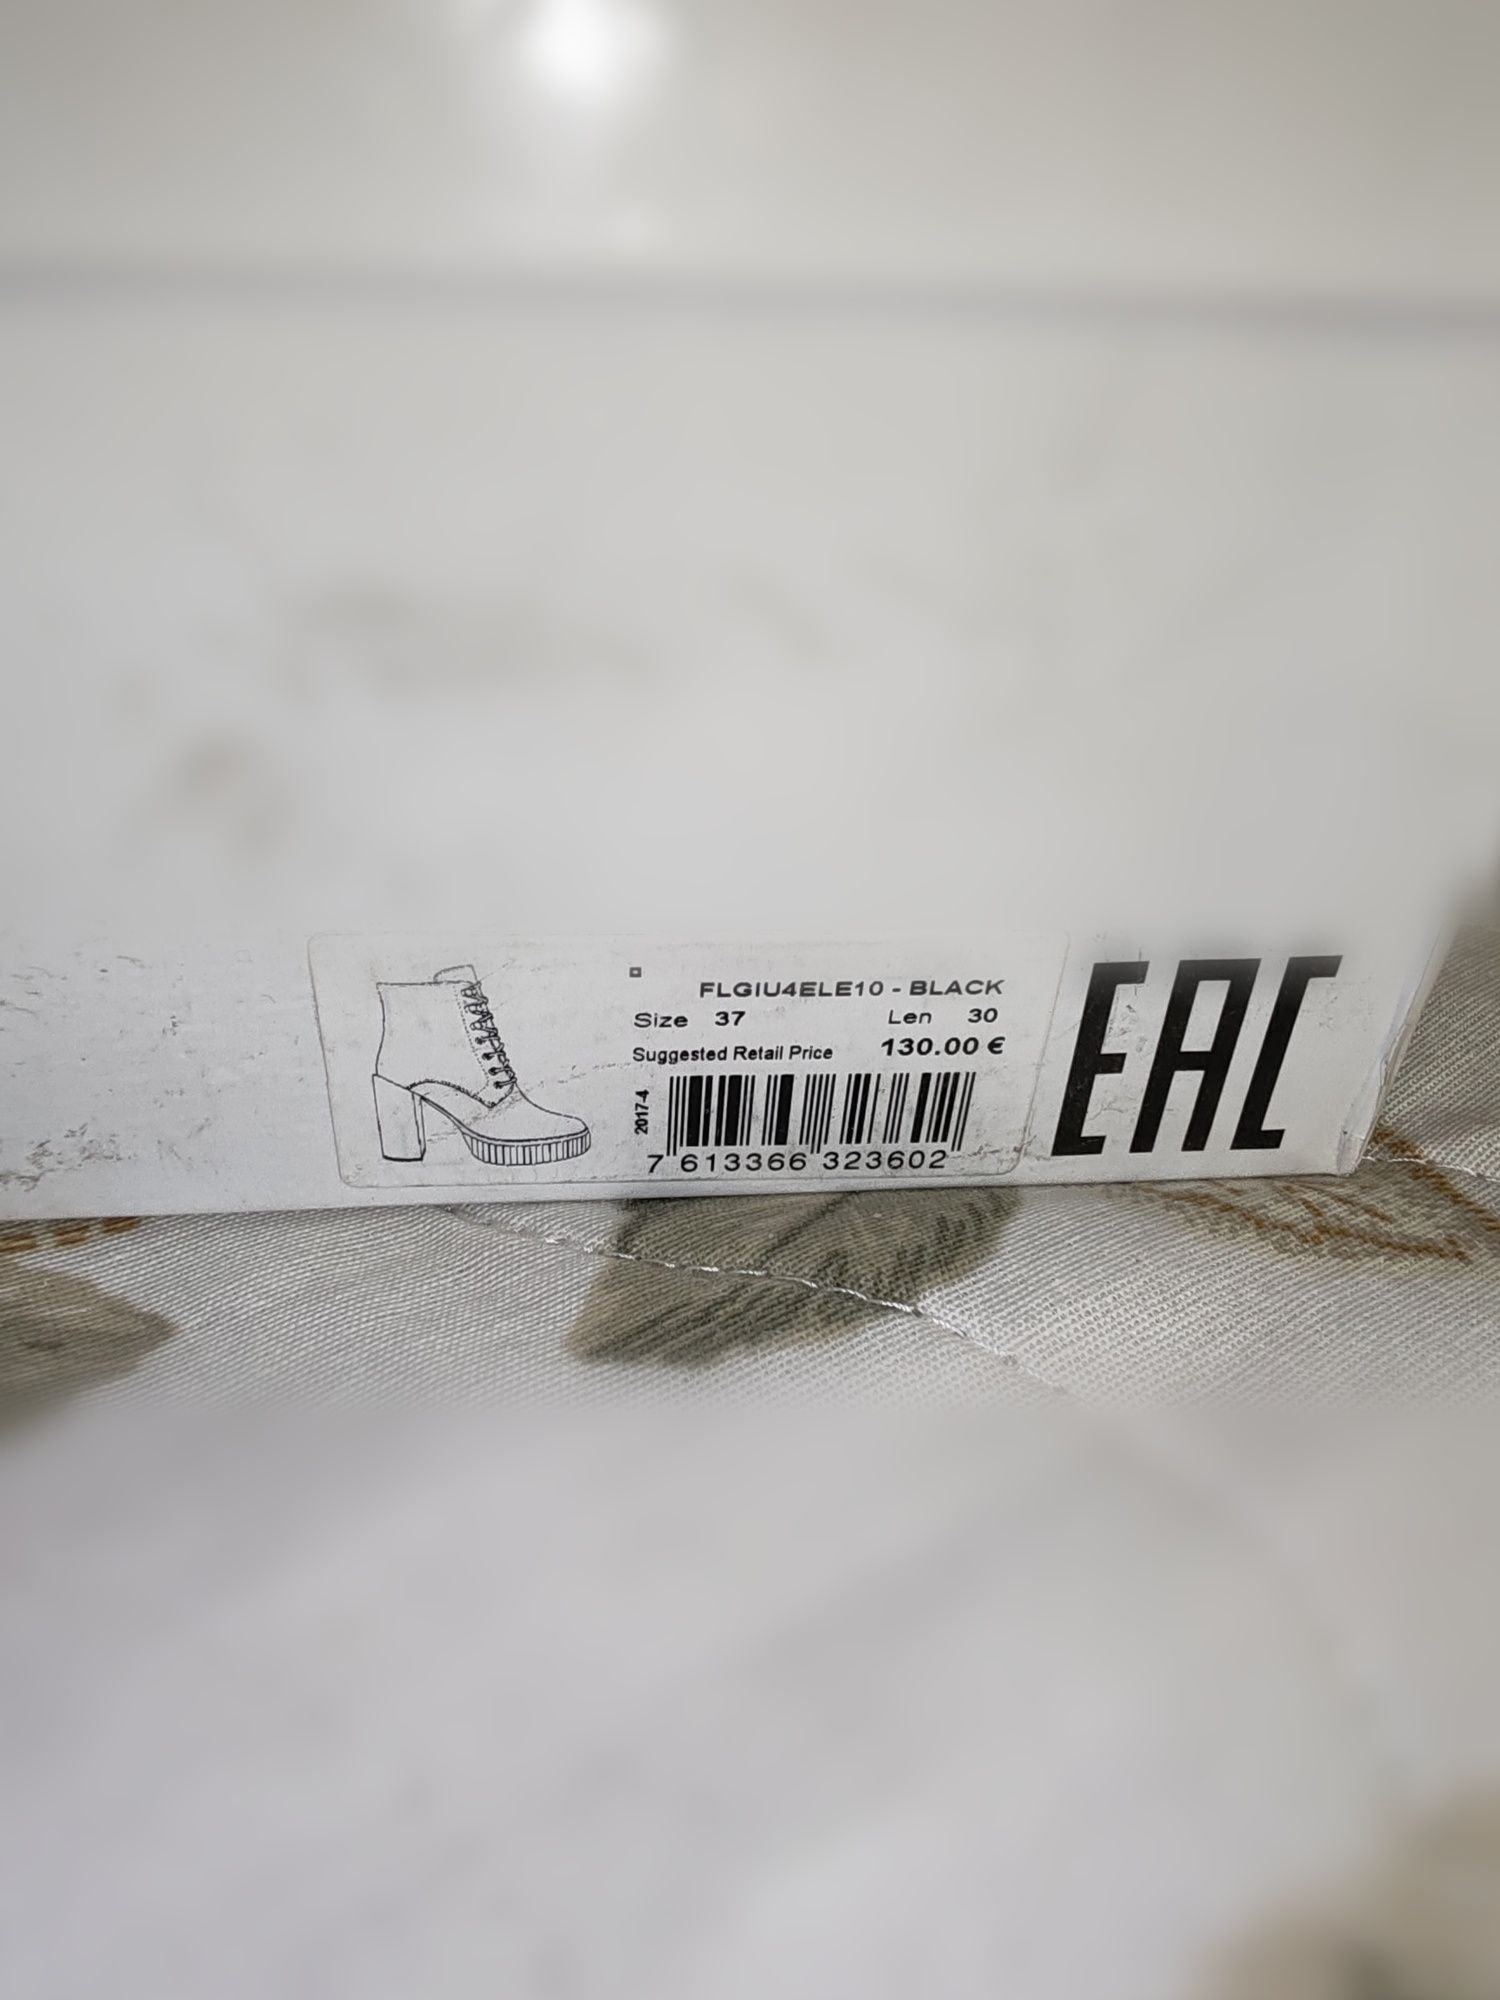 FLGIU4ELE10 - BLACK
Size 37 Len 30
Suggested Retail Price 130.00 €
2017-4
7 613366 323602
EAC